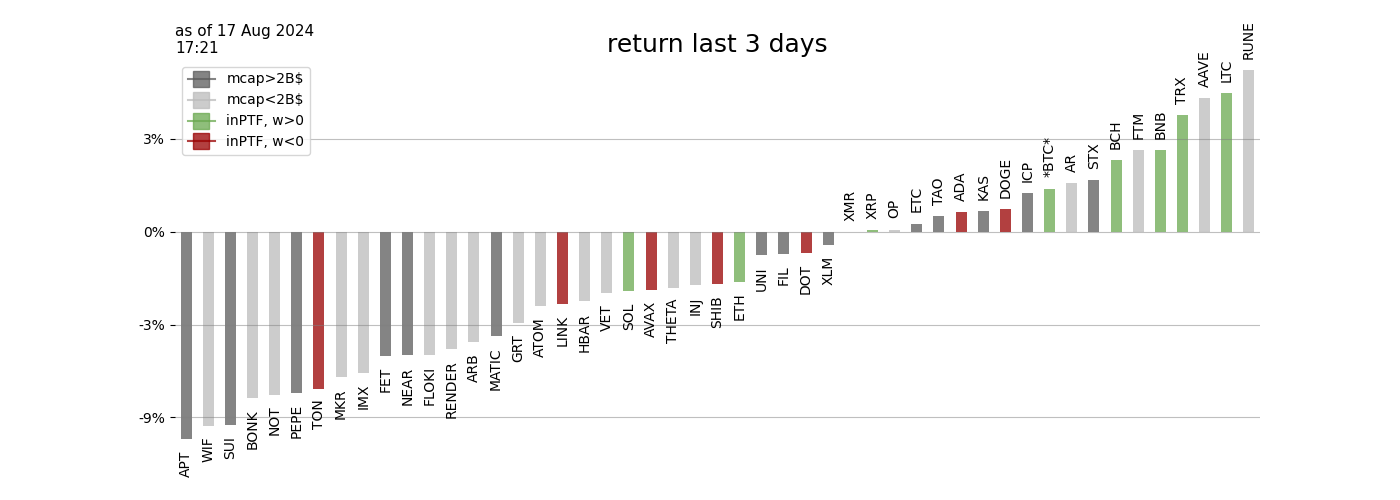 as of 17 Aug 2024
17:21
return last 3 days
mcap>2B$
mcap<2B$
inPTF, w>0
inPTF, w<0
3%
0%
-3%
-9%
APT
WIF
SUI
BONK
NOT
PEPE
TON
MKR
IMX
FET
NEAR
FLOKI
RENDER
ARB
MATIC
GRT
ATOM
LINK
HBAR
VET
SOL
AVAX
THETA
INJ
SHIB
ETH
UNI
FIL
DOT
XLM
XMR
XRP
OP
ETC
TAO
ADA
KAS
DOGE
ICP
*BTC*
AR
STX
BCH
FTM
BNB
TRX
AAVE
LTC
RUNE